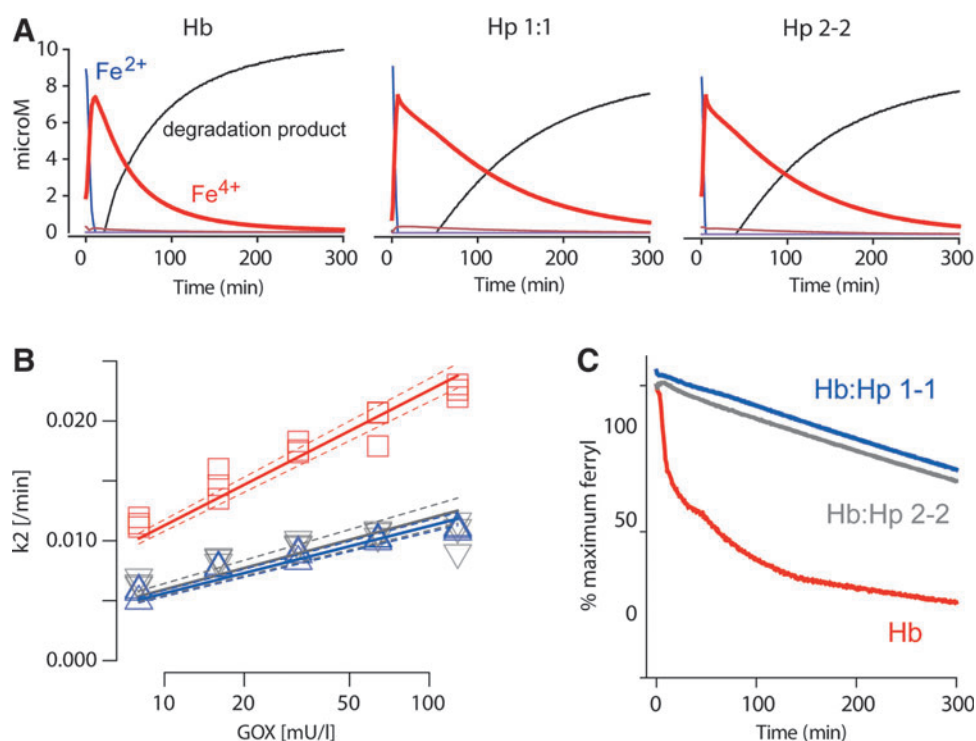 A
Hb
Hp 1:1
Hp 2-2
microM
10
8
6
4
2
0
Fe2+
degradation product
Fe4+
0 100 200 300
0 100 200 300
0 100 200 300
Time (min)
Time (min)
Time (min)
B
k2 [/min]
0.020
0.010
0.000
10 20 50 100
GOX [mU/l]
C
% maximum ferryl
100
50
0
Hb:Hp 1-1
Hb:Hp 2-2
Hb
0 100 200 300
Time (min)